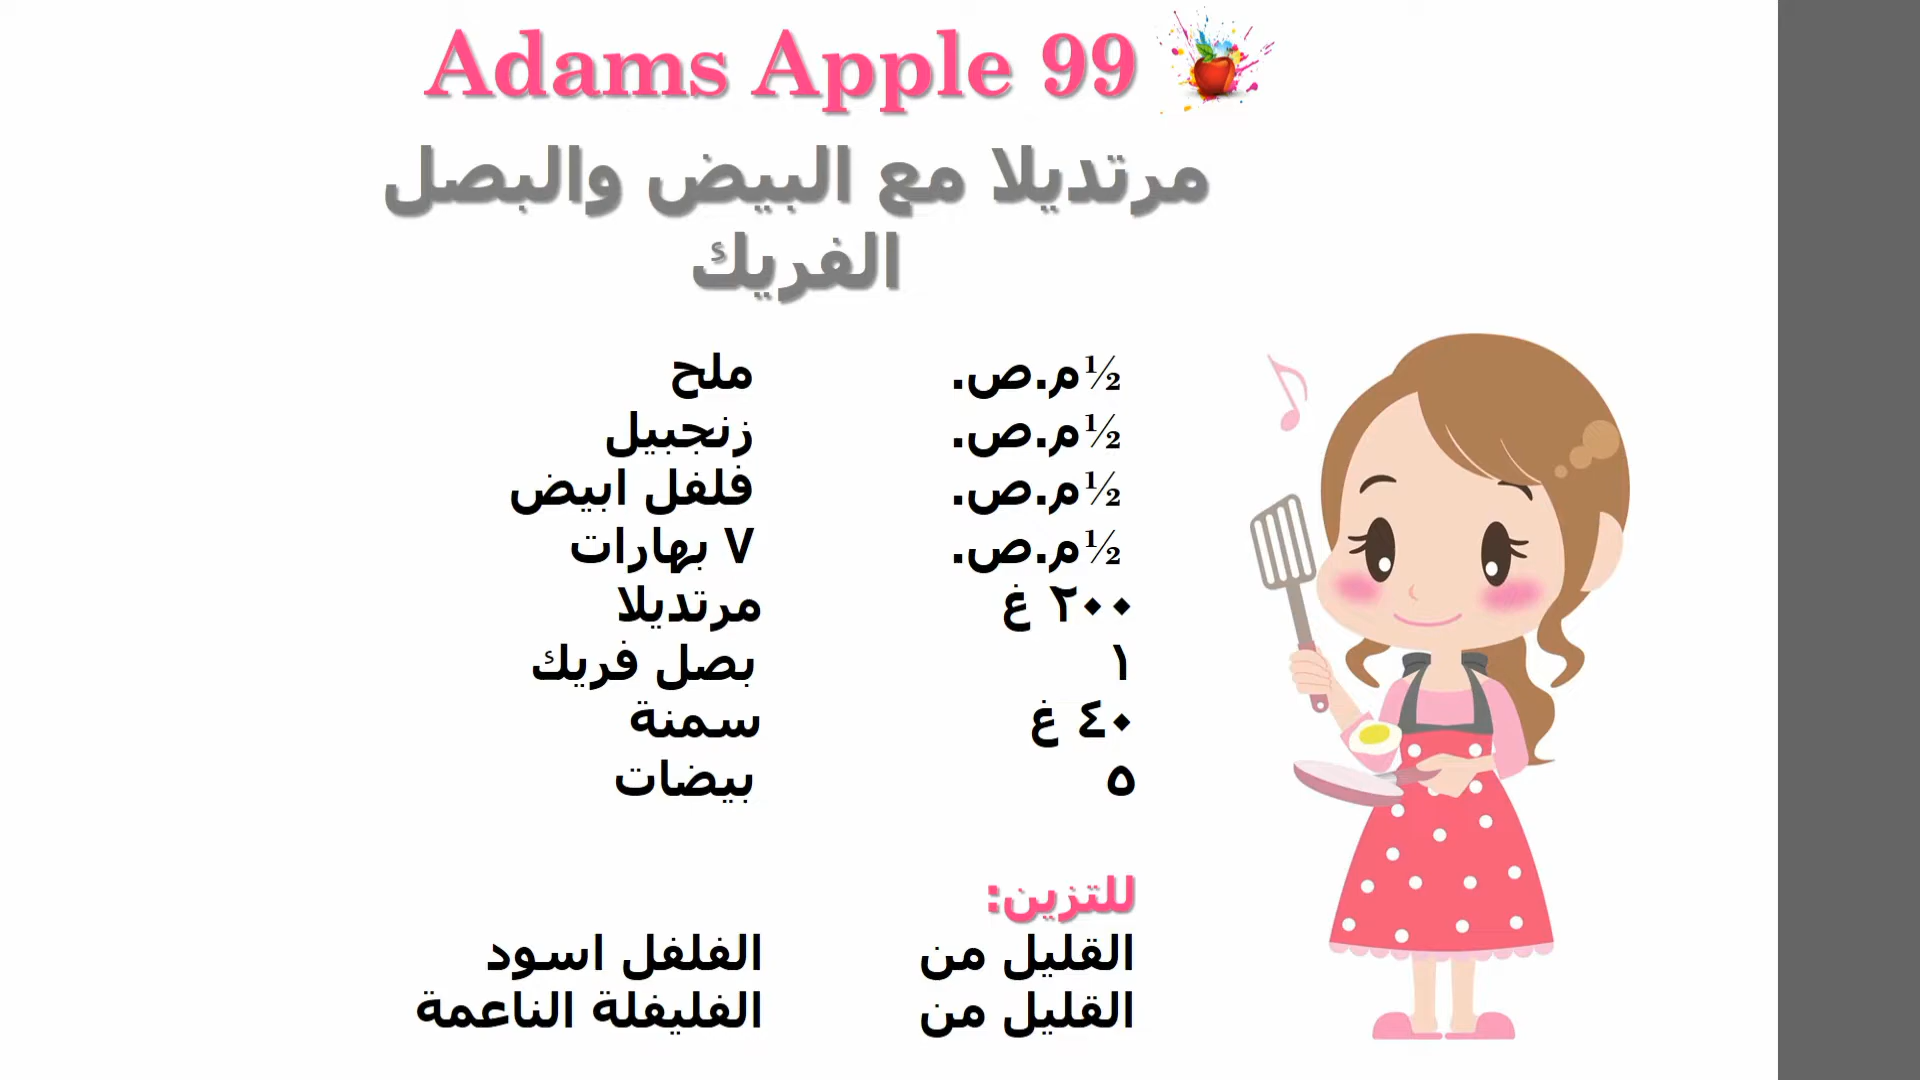 Adams Apple 99
مرتديلا مع البيض والبصل
الفريك
½م.ص. ملح
½م.ص. زنجبيل
½م.ص. فلفل ابيض
½م.ص. ٧ بهارات
٢٠٠ غ مرتديلا
١ بصل فريك
٤٠ غ سمنة
٥ بيضات
للتزين:
القليل من الفلفل اسود
القليل من الفليفلة الناعمة